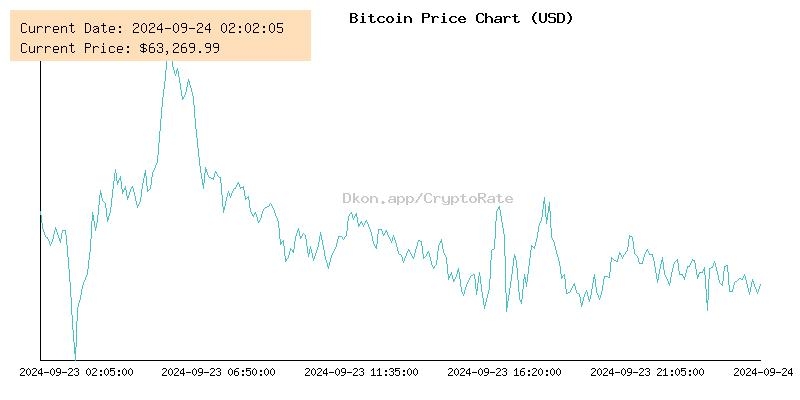 Bitcoin Price Chart (USD)
Current Date: 2024-09-24 02:02:05
Current Price: $63,269.99
Dkon.app/CryptoRate
2024-09-23 02:05:00
2024-09-23 06:50:00
2024-09-23 11:35:00
2024-09-23 16:20:00
2024-09-23 21:05:00
2024-09-24